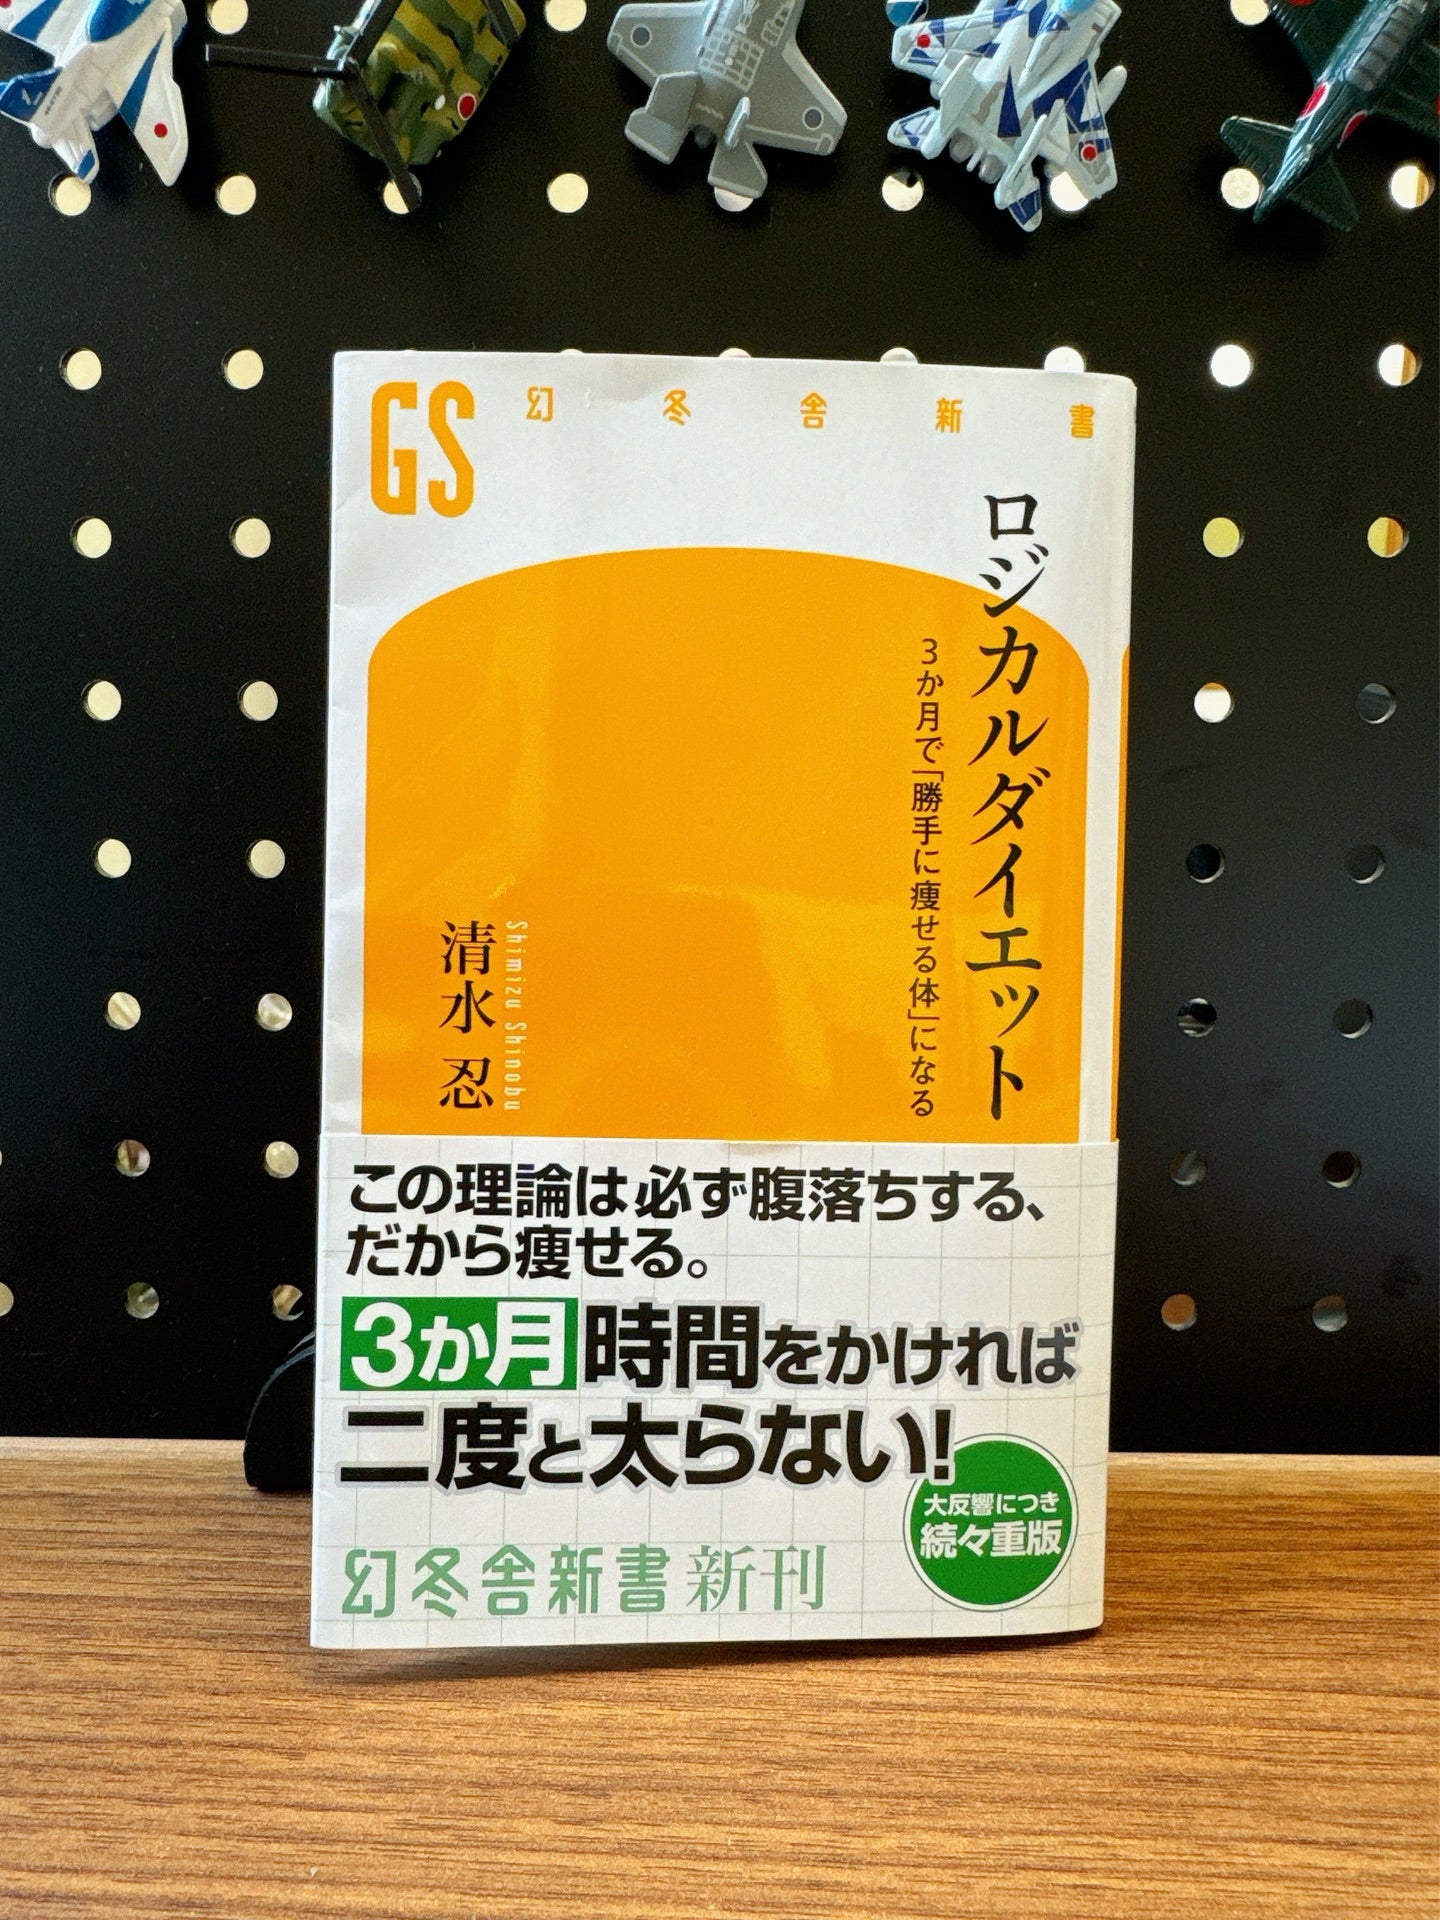 GS
幻冬舎新書
ロジカルダイエット
3か月で「勝手に痩せる体」になる
清水 忍
Shimizu Shinobu
この理論は必ず腹落ちする、
だから痩せる。
3か月時間をかければ
二度と太らない!
大反響につき
続々重版
幻冬舎新書 新刊